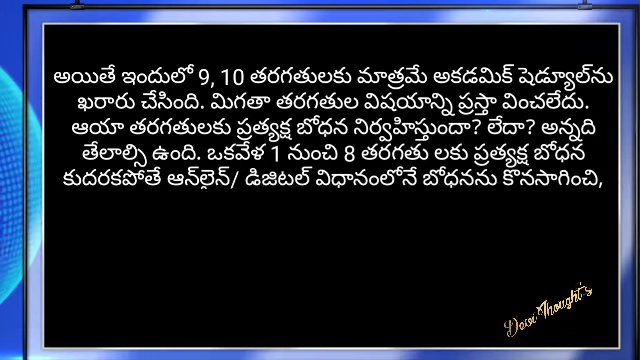 అయితే ఇందులో 9, 10 తరగతులకు మాత్రమే అకడమిక్ షెడ్యూల్‌ను
ఖరారు చేసింది. మిగతా తరగతుల విషయాన్ని ప్రస్తా వించలేదు.
ఆయా తరగతులకు ప్రత్యక్ష బోధన నిర్వహిస్తుందా? లేదా? అన్నది
తేలాల్సి ఉంది. ఒకవేళ 1 నుంచి 8 తరగతు లకు ప్రత్యక్ష బోధన
కుదరకపోతే ఆన్‌లైన్/ డిజిటల్ విధానంలోనే బోధనను కొనసాగించి,
Devi Thought's